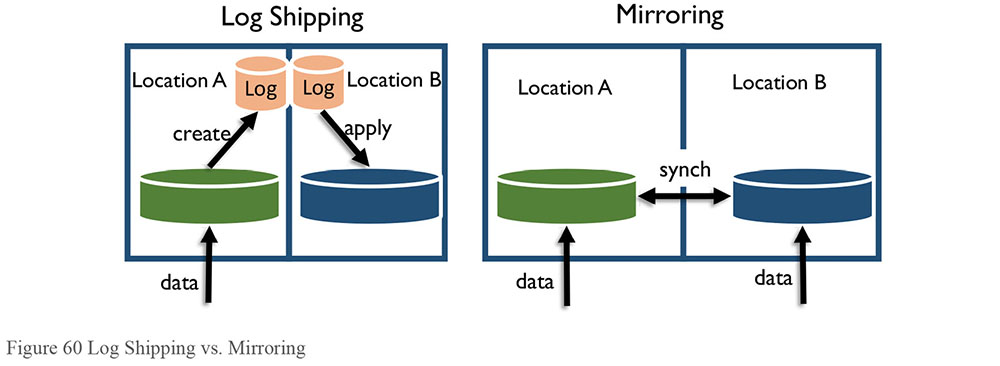 Log Shipping
Location A
Log
Log
Location B
create
apply
data
Mirroring
Location A
Location B
synch
data
data
Figure 60 Log Shipping vs. Mirroring